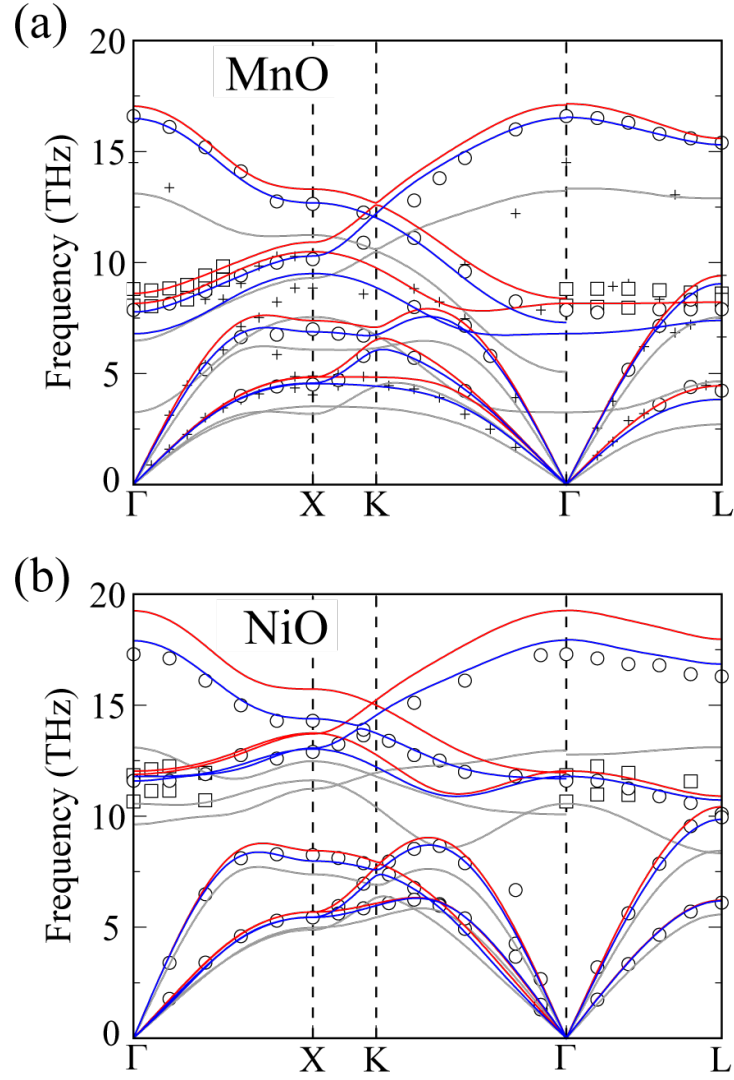 (a)
MnO
Frequency (THz)
20
15
10
5
0
Γ X K Γ L
(b)
NiO
Frequency (THz)
20
15
10
5
0
Γ X K Γ L